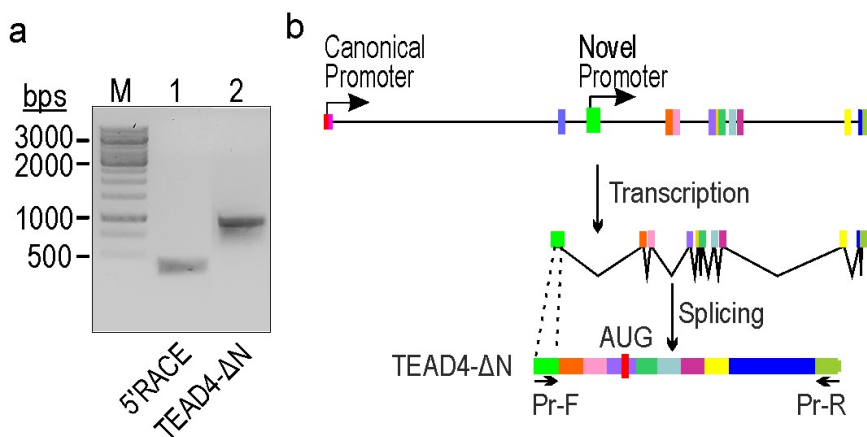 a
b
bps
M
1
2
3000
2000
1000
500
5'RACE
TEAD4-ΔN
Canonical
Promoter
Novel
Promoter
Transcription
Splicing
AUG
TEAD4-ΔN
Pr-F
Pr-R